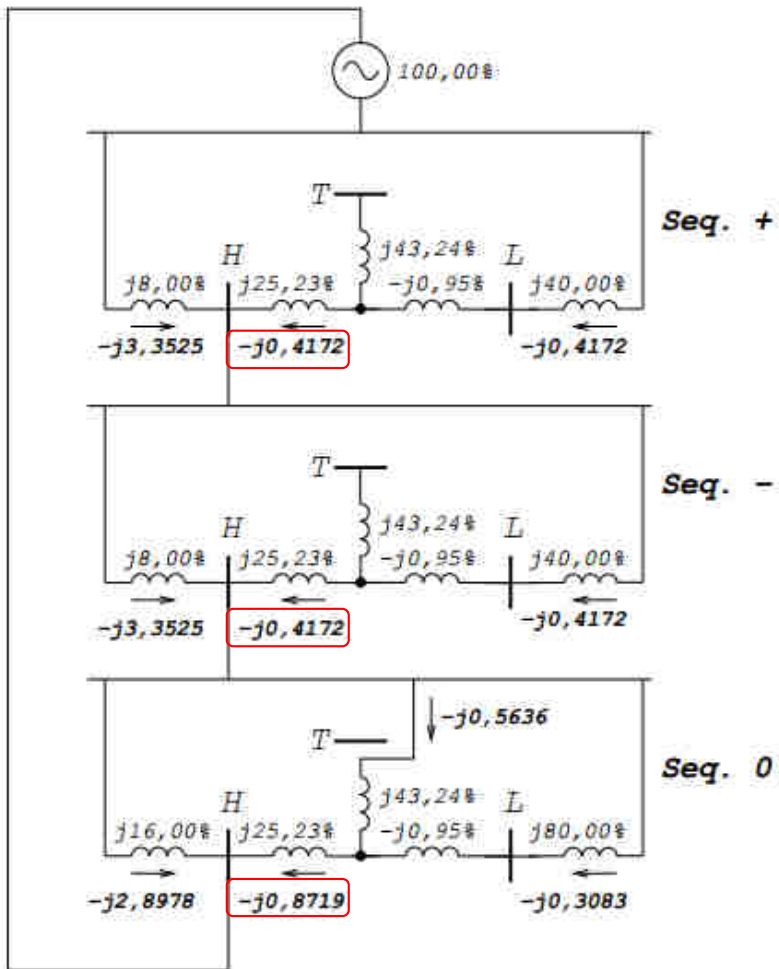 100,00%
T
Seq. +
j43,24%
H
L
j8,00%
j25,23%
-j0,95%
j40,00%
-j3,3525
-j0,4172
-j0,4172
T
Seq. -
j43,24%
H
L
j8,00%
j25,23%
-j0,95%
j40,00%
-j3,3525
-j0,4172
-j0,4172
-j0,5636
T
Seq. 0
j43,24%
H
L
j16,00%
j25,23%
-j0,95%
j80,00%
-j2,8978
-j0,8719
-j0,3083